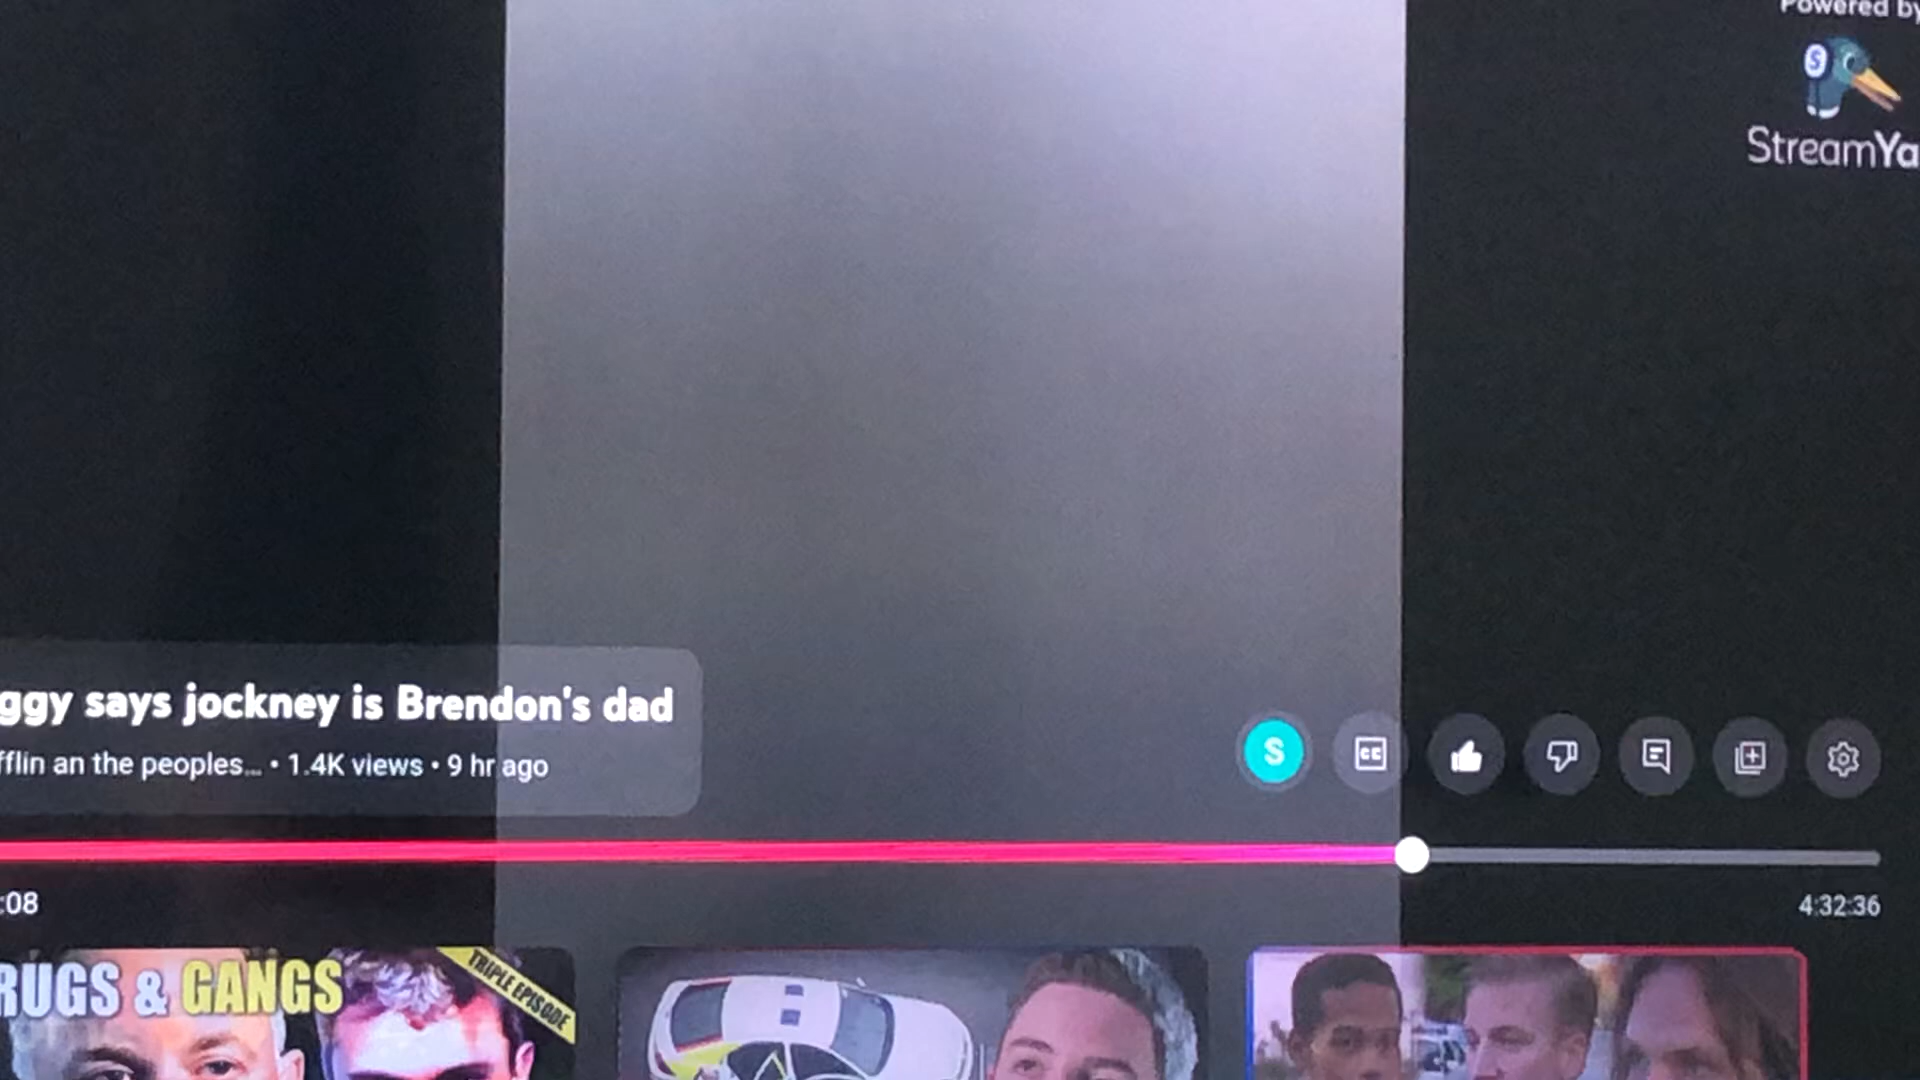 Powered by
S
StreamYa
ggy says jockney is Brendon's dad
fflin an the peoples... • 1.4K views • 9 hr ago
S
CC
:08
4:32:36
RUGS & GANGS
TRIPLE EPISODE